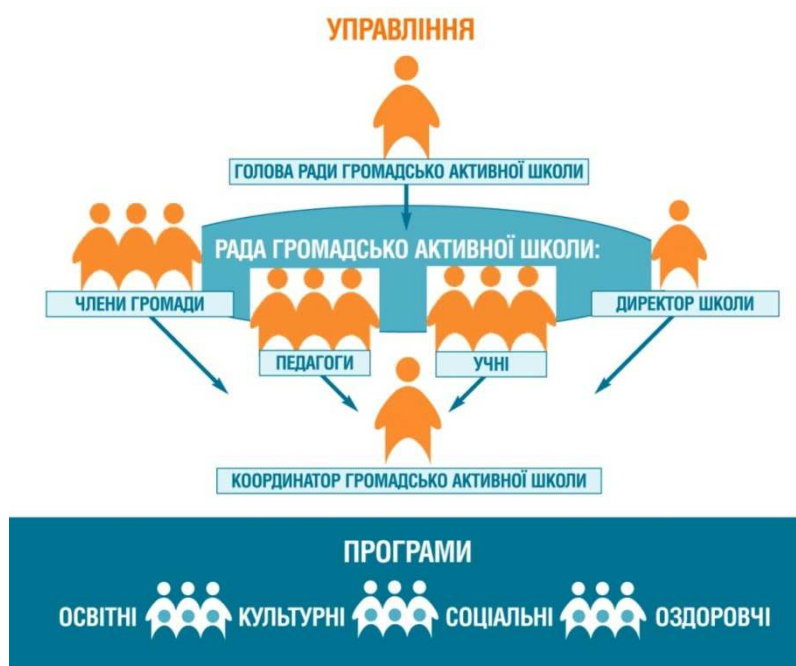 УПРАВЛІННЯ
ГОЛОВА РАДИ ГРОМАДСЬКО АКТИВНОЇ ШКОЛИ
РАДА ГРОМАДСЬКО АКТИВНОЇ ШКОЛИ:
ЧЛЕНИ ГРОМАДИ
ДИРЕКТОР ШКОЛИ
ПЕДАГОГИ
УЧНІ
КООРДИНАТОР ГРОМАДСЬКО АКТИВНОЇ ШКОЛИ
ПРОГРАМИ
ОСВІТНІ КУЛЬТУРНІ СОЦІАЛЬНІ ОЗДОРОВЧІ